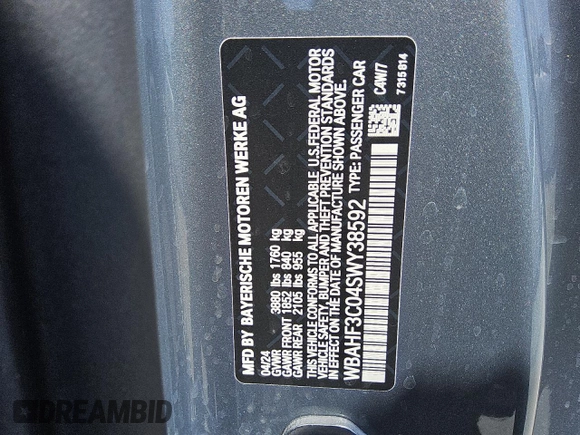 MFD BY BAYERISCHE MOTOREN WERKE AG
04/24
GVWR 3880 lbs 1760 kg
GAWR FRONT 1852 lbs 840 kg
GAWR REAR 2105 lbs 955 kg
THIS VEHICLE CONFORMS TO ALL APPLICABLE U.S.FEDERAL MOTOR
VEHICLE SAFETY, BUMPER, AND THEFT PREVENTION STANDARDS
IN EFFECT ON THE DATE OF MANUFACTURE SHOWN ABOVE.
WBAHF3C04SWY38592 TYPE: PASSENGER CAR
C4W/7
7315814
DREAMBID